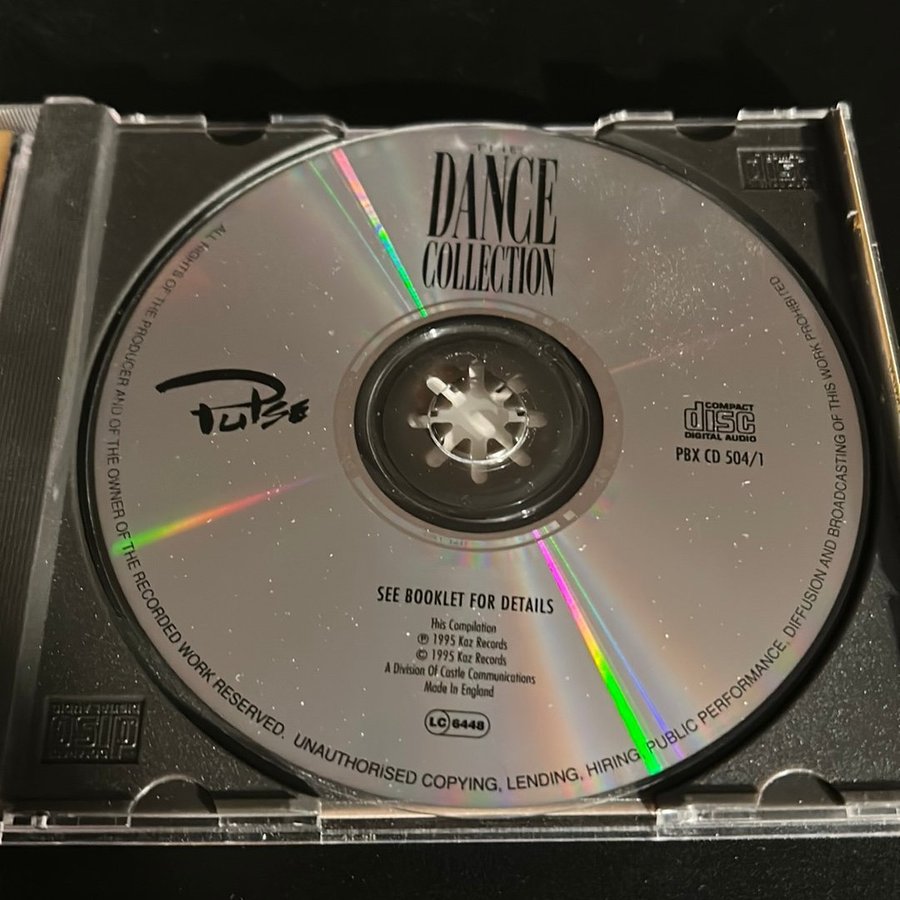 THE
DANCE
COLLECTION
Pulse
COMPACT
disc
DIGITAL AUDIO
PBX CD 504/1
SEE BOOKLET FOR DETAILS
This Compilation
℗ 1995 Kaz Records
© 1995 Kaz Records
A Division Of Castle Communications
Made In England
LC 6448
ALL RIGHTS OF THE PRODUCER AND OF THE OWNER OF THE RECORDED WORK RESERVED. UNAUTHORISED COPYING, LENDING, HIRING, PUBLIC PERFORMANCE, DIFFUSION AND BROADCASTING OF THIS WORK PROHIBITED
disc